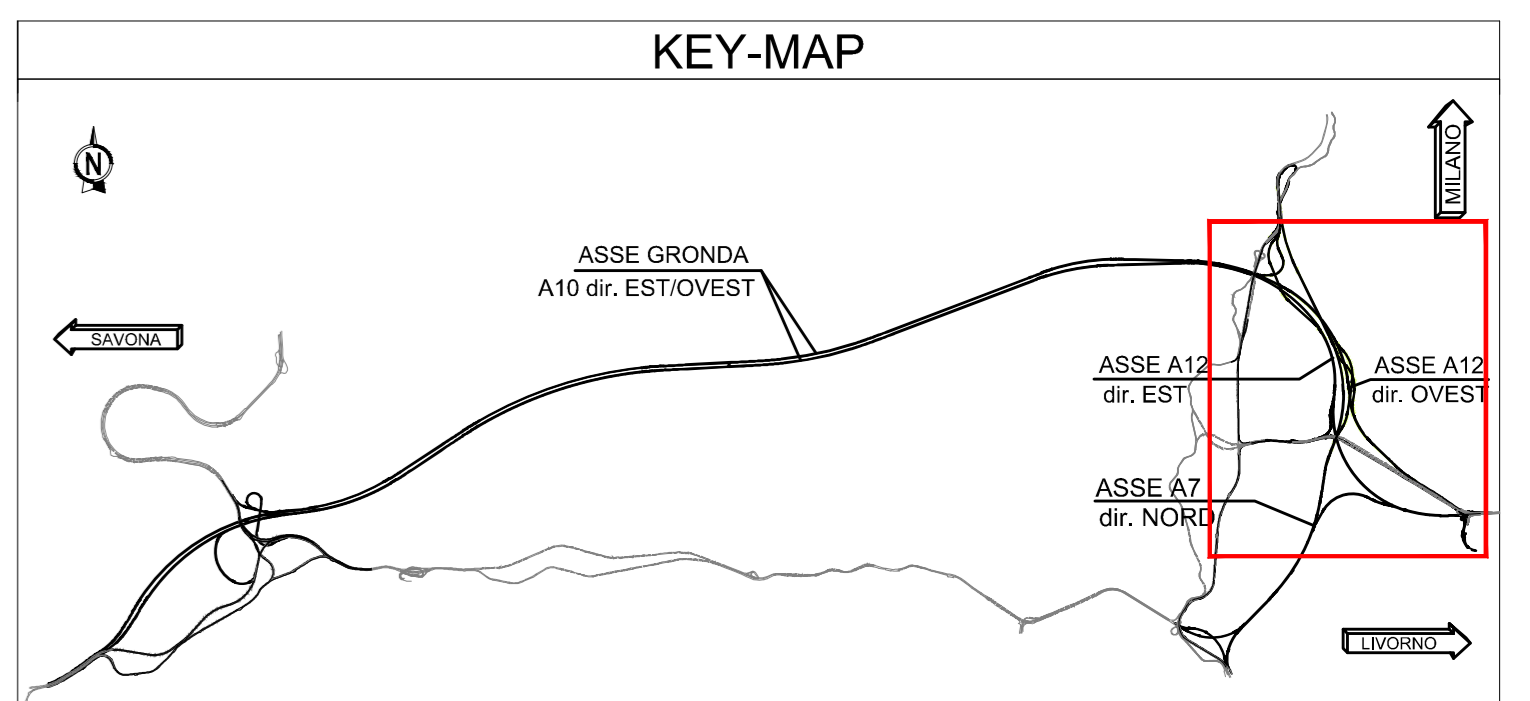 KEY-MAP
N
MILANO
ASSE GRONDA
A10 dir. EST/OVEST
SAVONA
ASSE A12
dir. EST
ASSE A12
dir. OVEST
ASSE A7
dir. NORD
LIVORNO